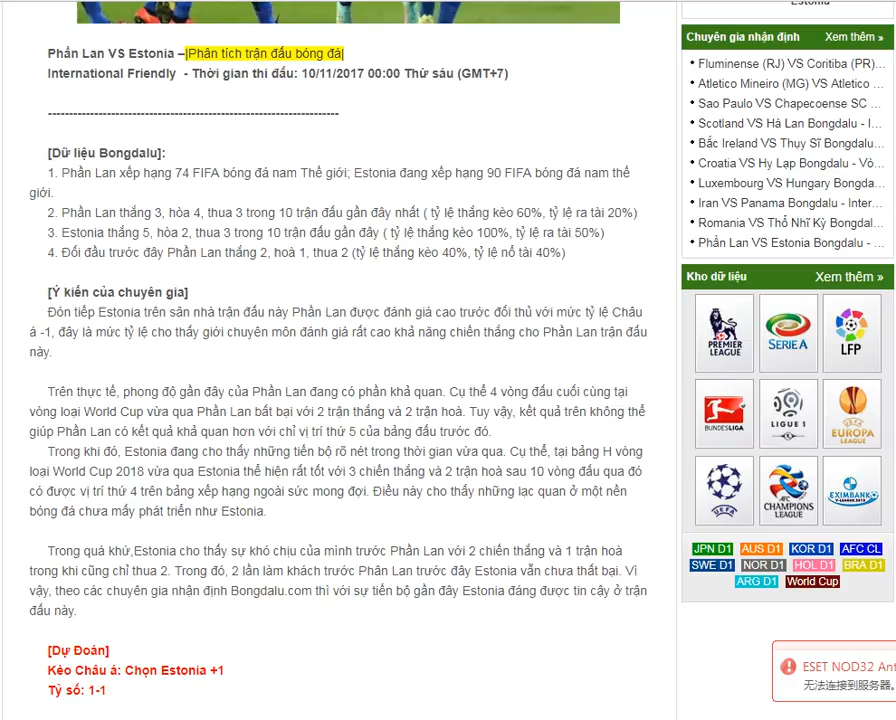 Phần Lan VS Estonia –|Phân tích trận đấu bóng đá|
International Friendly - Thời gian thi đấu: 10/11/2017 00:00 Thứ sáu (GMT+7)
--------------------------------------------------------------------
[Dữ liệu Bongdalu]:
1. Phần Lan xếp hạng 74 FIFA bóng đá nam Thế giới; Estonia đang xếp hạng 90 FIFA bóng đá nam thế
giới.
2. Phần Lan thắng 3, hòa 4, thua 3 trong 10 trận đấu gần đây nhất ( tỷ lệ thắng kèo 60%, tỷ lệ ra tài 20%)
3. Estonia thắng 5, hòa 2, thua 3 trong 10 trận đấu gần đây ( tỷ lệ thắng kèo 100%, tỷ lệ ra tài 50%)
4. Đối đầu trước đây Phần Lan thắng 2, hoà 1, thua 2 (tỷ lệ thắng kèo 40%, tỷ lệ nổ tài 40%)
[Ý kiến của chuyên gia]
Đón tiếp Estonia trên sân nhà trận đấu này Phần Lan được đánh giá cao trước đối thủ với mức tỷ lệ Châu
á -1, đây là mức tỷ lệ cho thấy giới chuyên môn đánh giá rất cao khả năng chiến thắng cho Phần Lan trận đấu
này.
Trên thực tế, phong độ gần đây của Phần Lan đang có phần khả quan. Cụ thể 4 vòng đấu cuối cùng tại
vòng loại World Cup vừa qua Phần Lan bất bại với 2 trận thắng và 2 trận hoà. Tuy vậy, kết quả trên không thể
giúp Phần Lan có kết quả khả quan hơn với chỉ vị trí thứ 5 của bảng đấu trước đó.
Trong khi đó, Estonia đang cho thấy những tiến bộ rõ nét trong thời gian vừa qua. Cụ thể, tại bảng H vòng
loại World Cup 2018 vừa qua Estonia thể hiện rất tốt với 3 chiến thắng và 2 trận hoà sau 10 vòng đấu qua đó
có được vị trí thứ 4 trên bảng xếp hạng ngoài sức mong đợi. Điều này cho thấy những lạc quan ở một nền
bóng đá chưa mấy phát triển như Estonia.
Trong quá khứ,Estonia cho thấy sự khó chịu của mình trước Phần Lan với 2 chiến thắng và 1 trận hoà
trong khi cũng chỉ thua 2. Trong đó, 2 lần làm khách trước Phân Lan trước đây Estonia vẫn chưa thất bại. Vì
vậy, theo các chuyên gia nhận định Bongdalu.com thì với sự tiến bộ gần đây Estonia đáng được tin cậy ở trận
đấu này.
[Dự Đoán]
Kèo Châu á: Chọn Estonia +1
Tỷ số: 1-1
Estonia
Chuyên gia nhận định Xem thêm »
Fluminense (RJ) VS Coritiba (PR)...
Atletico Mineiro (MG) VS Atletico ...
Sao Paulo VS Chapecoense SC ...
Scotland VS Hà Lan Bongdalu - I...
Bắc Ireland VS Thụy Sĩ Bongdalu...
Croatia VS Hy Lạp Bongdalu - Vò...
Luxembourg VS Hungary Bongda...
Iran VS Panama Bongdalu - Inter...
Romania VS Thổ Nhĩ Kỳ Bongdal...
Phần Lan VS Estonia Bongdalu - ...
Kho dữ liệu Xem thêm »
PREMIER LEAGUE
SERIE A
LFP
BUNDESLIGA
LIGUE 1
EUROPA LEAGUE
UEFA
AFC CHAMPIONS LEAGUE
EXIMBANK
V-LEAGUE 2012
JPN D1 AUS D1 KOR D1 AFC CL
SWE D1 NOR D1 HOL D1 BRA D1
ARG D1 World Cup
ESET NOD32 Ant
无法连接到服务器。